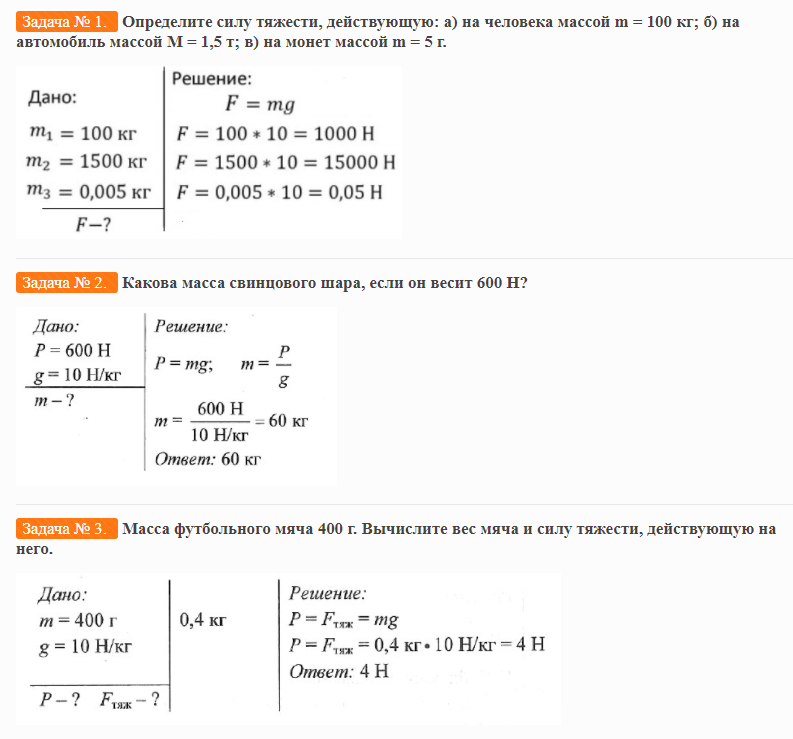 Задача № 1. Определите силу тяжести, действующую: а) на человека массой m = 100 кг; б) на
автомобиль массой М = 1,5 т; в) на монет массой m = 5 г.
Дано:
m₁ = 100 кг
m₂ = 1500 кг
m₃ = 0,005 кг
F−?
Решение:
F = mg
F = 100 * 10 = 1000 Н
F = 1500 * 10 = 15000 Н
F = 0,005 * 10 = 0,05 Н
Задача № 2. Какова масса свинцового шара, если он весит 600 Н?
Дано:
P = 600 Н
g = 10 Н/кг
m − ?
Решение:
P = mg; m = P/g
m = 600 Н/10 Н/кг = 60 кг
Ответ: 60 кг
Задача № 3. Масса футбольного мяча 400 г. Вычислите вес мяча и силу тяжести, действующую на
него.
Дано:
m = 400 г
g = 10 Н/кг
P − ? Fтяж − ?
0,4 кг
Решение:
P = Fтяж = mg
P = Fтяж = 0,4 кг • 10 Н/кг = 4 Н
Ответ: 4 Н